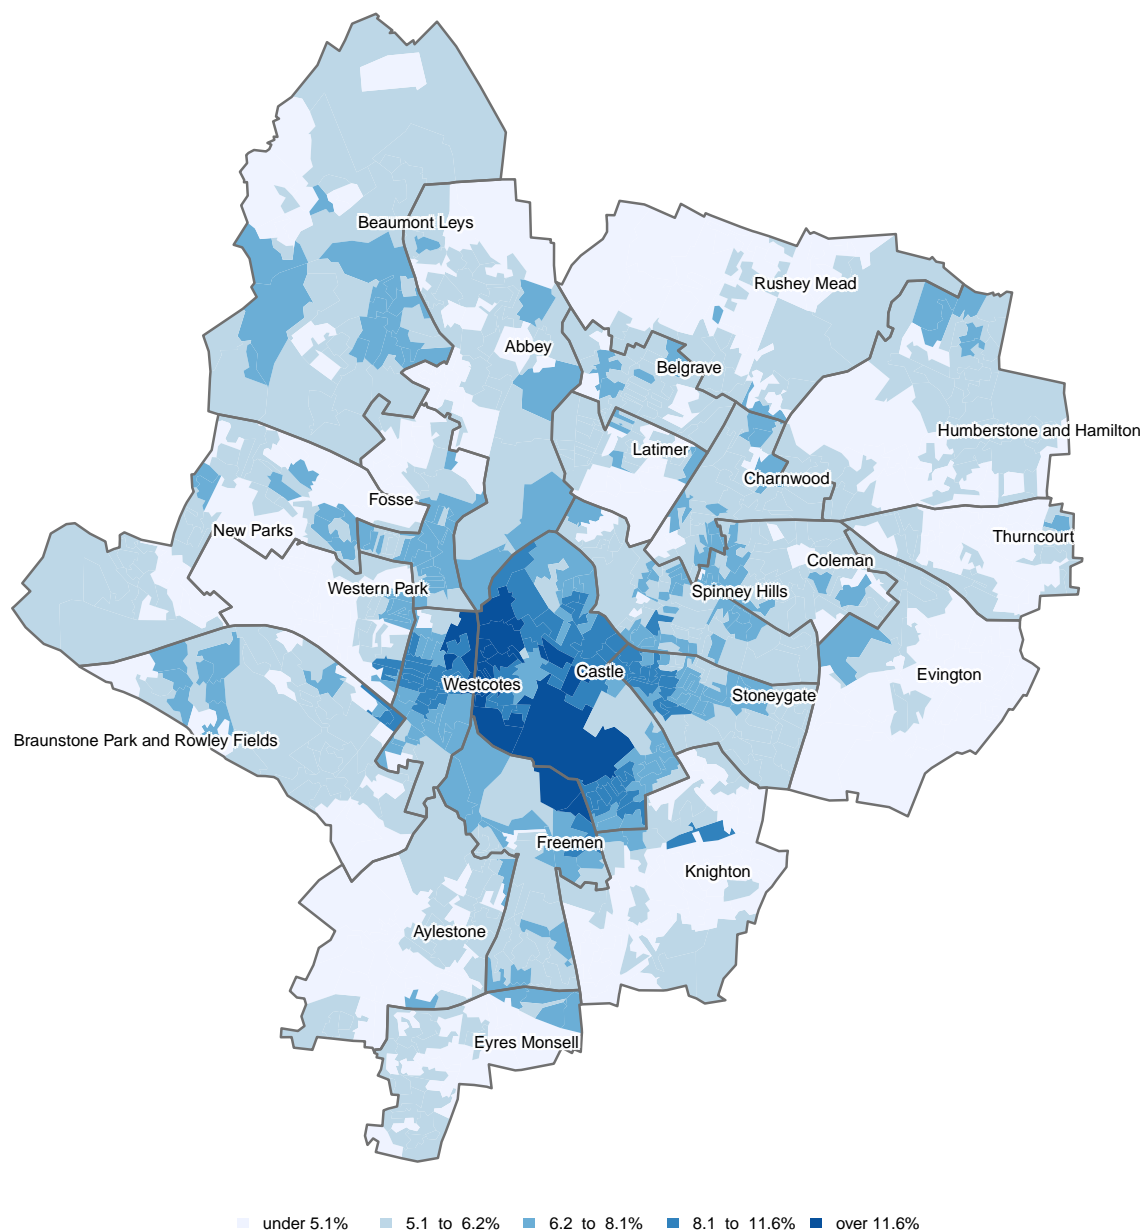 Beaumont Leys
Rushey Mead
Abbey
Belgrave
Humberstone and Hamilton
Latimer
Charnwood
Fosse
New Parks
Thurncourt
Coleman
Western Park
Spinney Hills
Castle
Evington
Westcotes
Stoneygate
Braunstone Park and Rowley Fields
Freemen
Knighton
Aylestone
Eyres Monsell
under 5.1% 5.1 to 6.2% 6.2 to 8.1% 8.1 to 11.6% over 11.6%